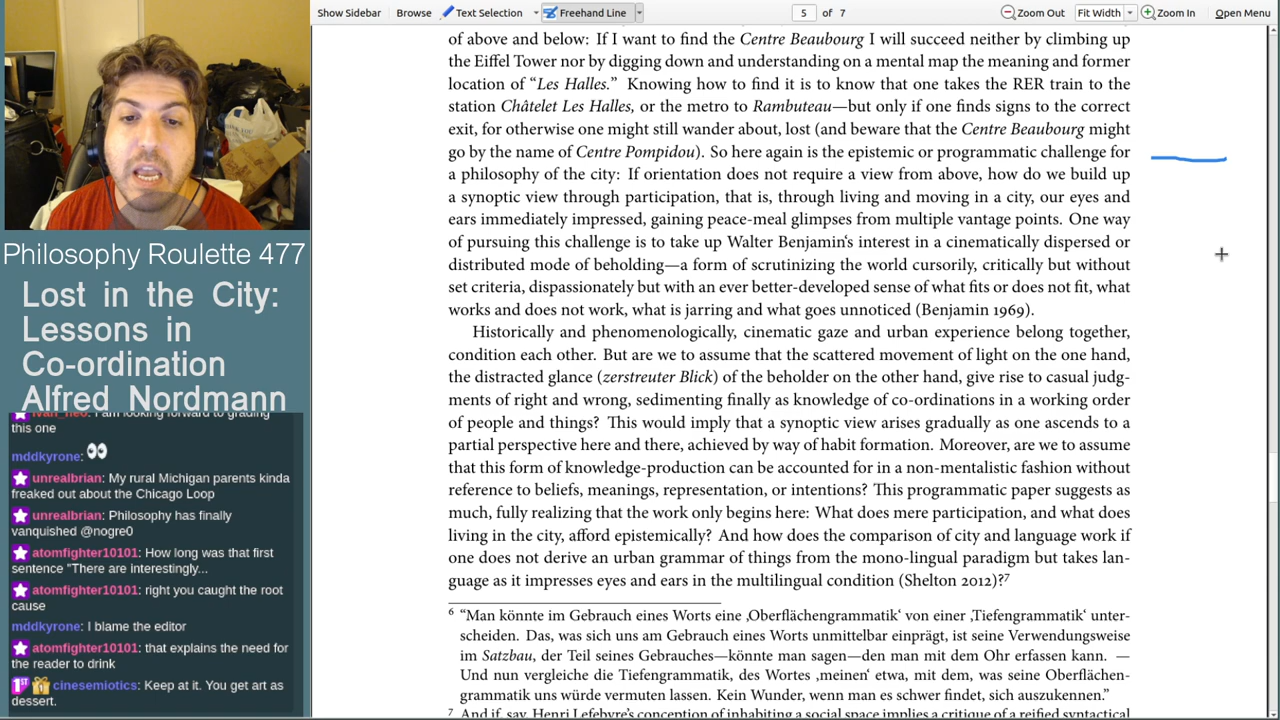 Show Sidebar Browse Text Selection Freehand Line 5 of 7 Zoom Out Fit Width Zoom In Open Menu
of above and below: If I want to find the Centre Beaubourg I will succeed neither by climbing up
the Eiffel Tower nor by digging down and understanding on a mental map the meaning and former
location of “Les Halles.” Knowing how to find it is to know that one takes the RER train to the
station Châtelet Les Halles, or the metro to Rambuteau—but only if one finds signs to the correct
exit, for otherwise one might still wander about, lost (and beware that the Centre Beaubourg might
go by the name of Centre Pompidou). So here again is the epistemic or programmatic challenge for
a philosophy of the city: If orientation does not require a view from above, how do we build up
a synoptic view through participation, that is, through living and moving in a city, our eyes and
ears immediately impressed, gaining peace-meal glimpses from multiple vantage points. One way
of pursuing this challenge is to take up Walter Benjamin‘s interest in a cinematically dispersed or
distributed mode of beholding—a form of scrutinizing the world cursorily, critically but without
set criteria, dispassionately but with an ever better-developed sense of what fits or does not fit, what
works and does not work, what is jarring and what goes unnoticed (Benjamin 1969).
Historically and phenomenologically, cinematic gaze and urban experience belong together,
condition each other. But are we to assume that the scattered movement of light on the one hand,
the distracted glance (zerstreuter Blick) of the beholder on the other hand, give rise to casual judg-
ments of right and wrong, sedimenting finally as knowledge of co-ordinations in a working order
of people and things? This would imply that a synoptic view arises gradually as one ascends to a
partial perspective here and there, achieved by way of habit formation. Moreover, are we to assume
that this form of knowledge-production can be accounted for in a non-mentalistic fashion without
reference to beliefs, meanings, representation, or intentions? This programmatic paper suggests as
much, fully realizing that the work only begins here: What does mere participation, and what does
living in the city, afford epistemically? And how does the comparison of city and language work if
one does not derive an urban grammar of things from the mono-lingual paradigm but takes lan-
guage as it impresses eyes and ears in the multilingual condition (Shelton 2012)?7
6 “Man könnte im Gebrauch eines Worts eine ‚Oberflächengrammatik‘ von einer ‚Tiefengrammatik‘ unter-
scheiden. Das, was sich uns am Gebrauch eines Worts unmittelbar einprägt, ist seine Verwendungsweise
im Satzbau, der Teil seines Gebrauches—könnte man sagen—den man mit dem Ohr erfassen kann. —
Und nun vergleiche die Tiefengrammatik, des Wortes ‚meinen‘ etwa, mit dem, was seine Oberflächen-
grammatik uns würde vermuten lassen. Kein Wunder, wenn man es schwer findet, sich auszukennen.”
7 And if, say, Henri Lefebvre’s conception of inhabiting a social space implies a critique of a reified syntactical
Philosophy Roulette 477
Lost in the City:
Lessons in
Co-ordination
Alfred Nordmann
ivan_neo: I am looking forward to grading
this one
mddkyrone:
unrealbrian: My rural Michigan parents kinda
freaked out about the Chicago Loop
unrealbrian: Philosophy has finally
vanquished @nogre0
atomfighter10101: How long was that first
sentence "There are interestingly...
atomfighter10101: right you caught the root
cause
mddkyrone: I blame the editor
atomfighter10101: that explains the need for
the reader to drink
1st cinesemiotics: Keep at it. You get art as
dessert.